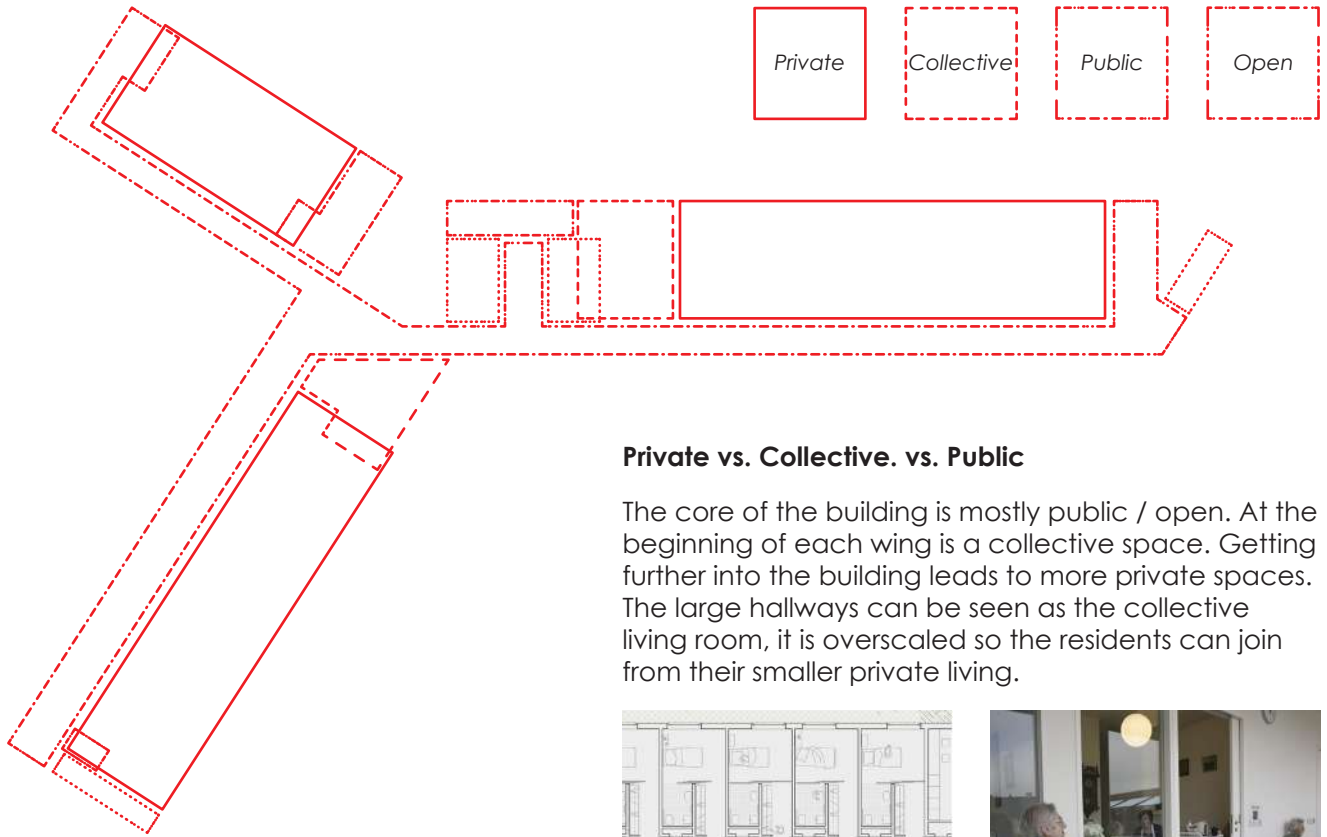 Private
Collective
Public
Open
Private vs. Collective. vs. Public
The core of the building is mostly public / open. At the
beginning of each wing is a collective space. Getting
further into the building leads to more private spaces.
The large hallways can be seen as the collective
living room, it is overscaled so the residents can join
from their smaller private living.